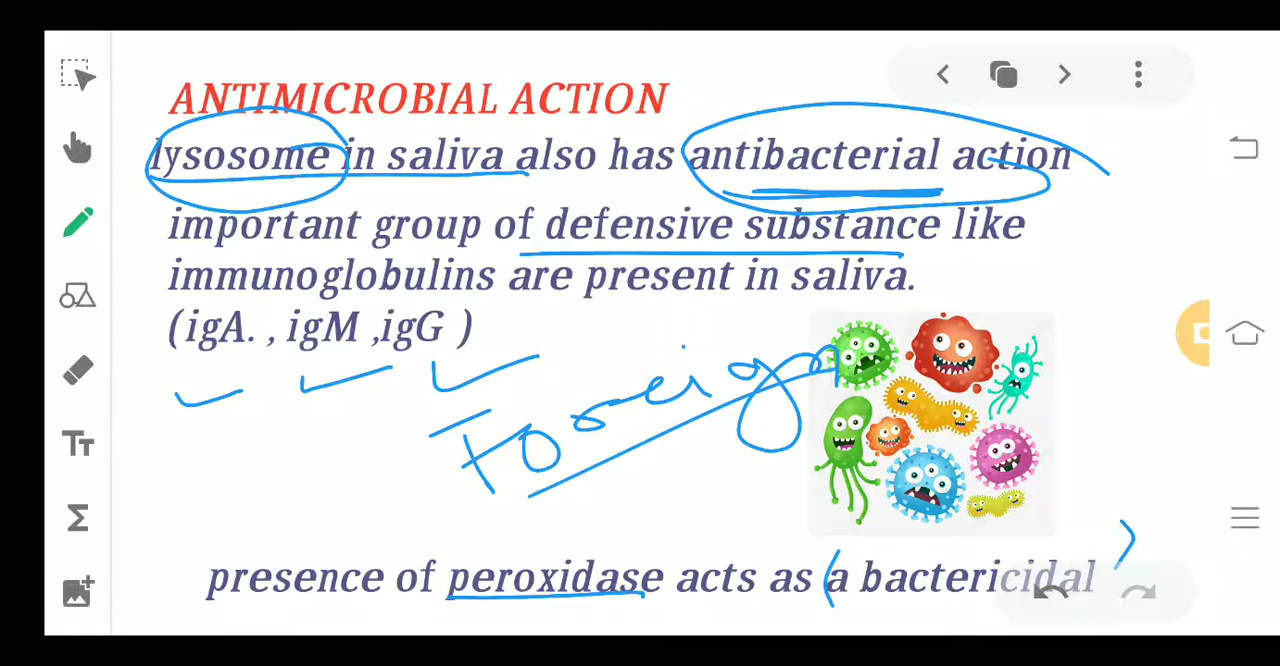 ANTIMICROBIAL ACTION
lysosome in saliva also has antibacterial action
important group of defensive substance like
immunoglobulins are present in saliva.
(igA. , igM ,igG )
Foreign
presence of peroxidase acts as (a bactericidal )